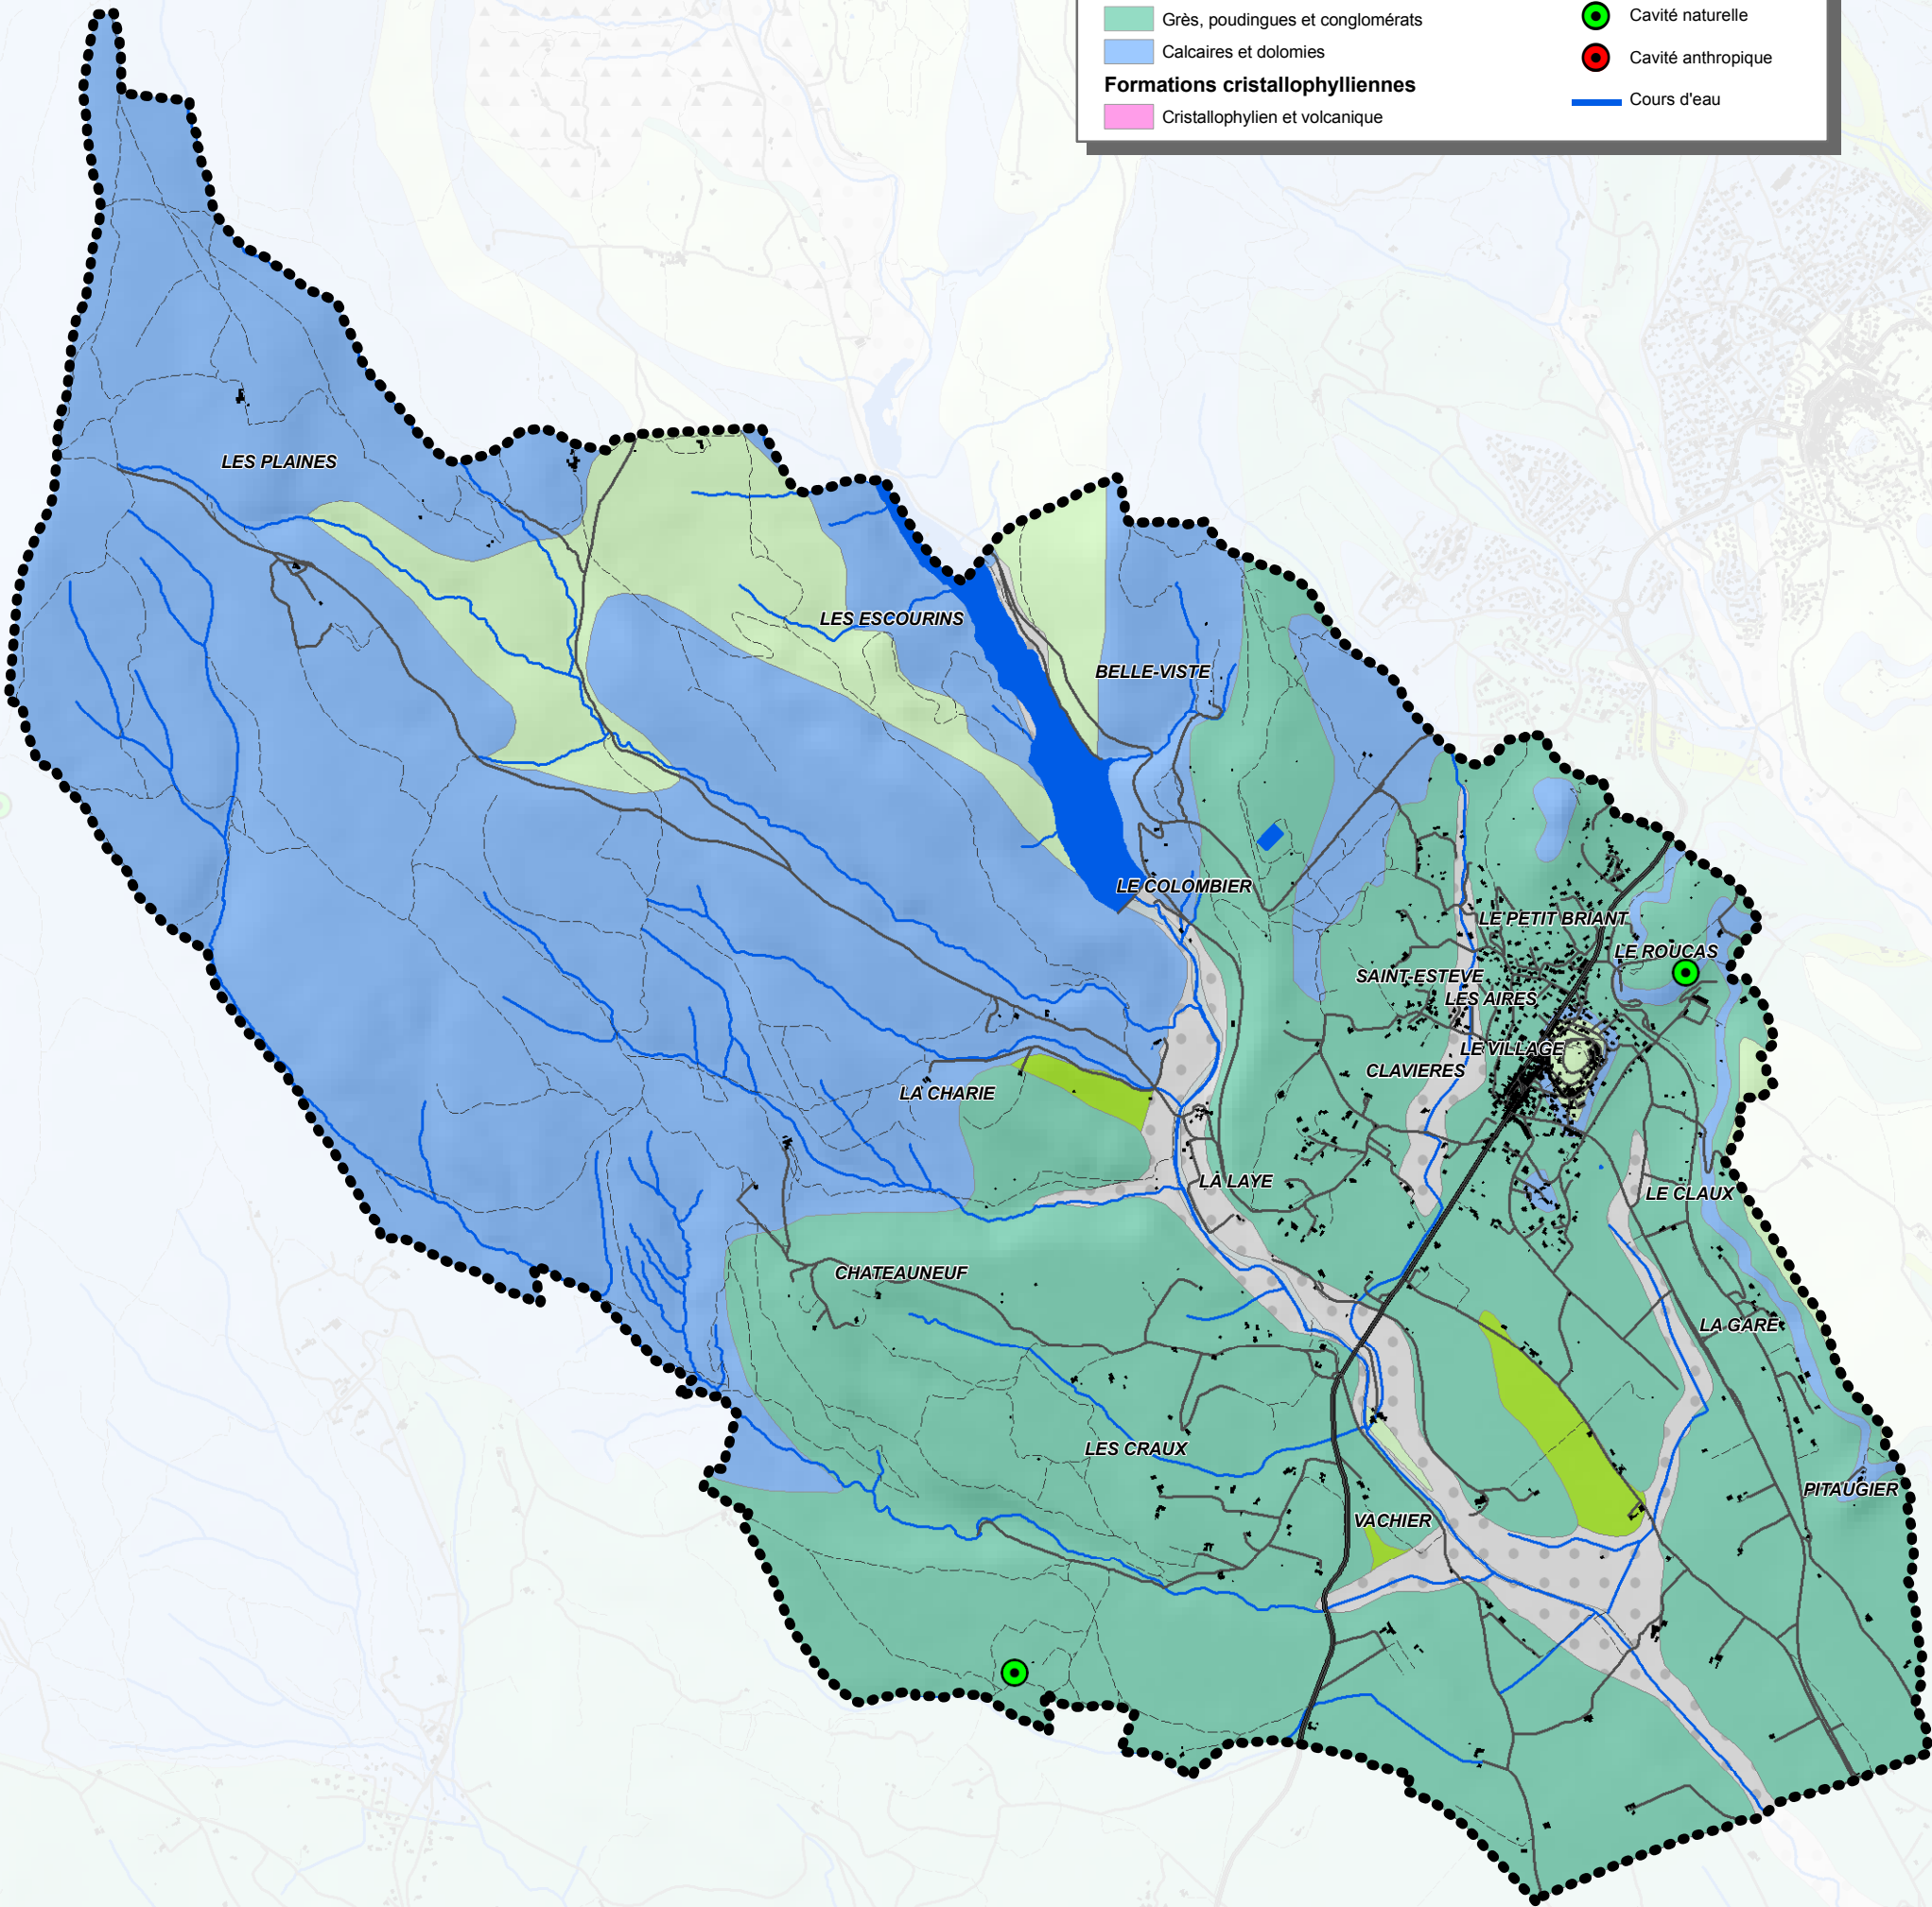 Grès, poudingues et conglomérats
Calcaires et dolomies
Formations cristallophylliennes
Cristallophylien et volcanique
Cavité naturelle
Cavité anthropique
Cours d'eau
LES PLAINES
LES ESCOURINS
BELLE-VISTE
LE COLOMBIER
LE PETIT BRIANT
LE ROUCAS
SAINT-ESTEVE
LES AIRES
LE VILLAGE
CLAVIERES
LA CHARIE
LA LAYE
LE CLAUX
CHATEAUNEUF
LA GARE
LES CRAUX
PITAUGIER
VACHIER